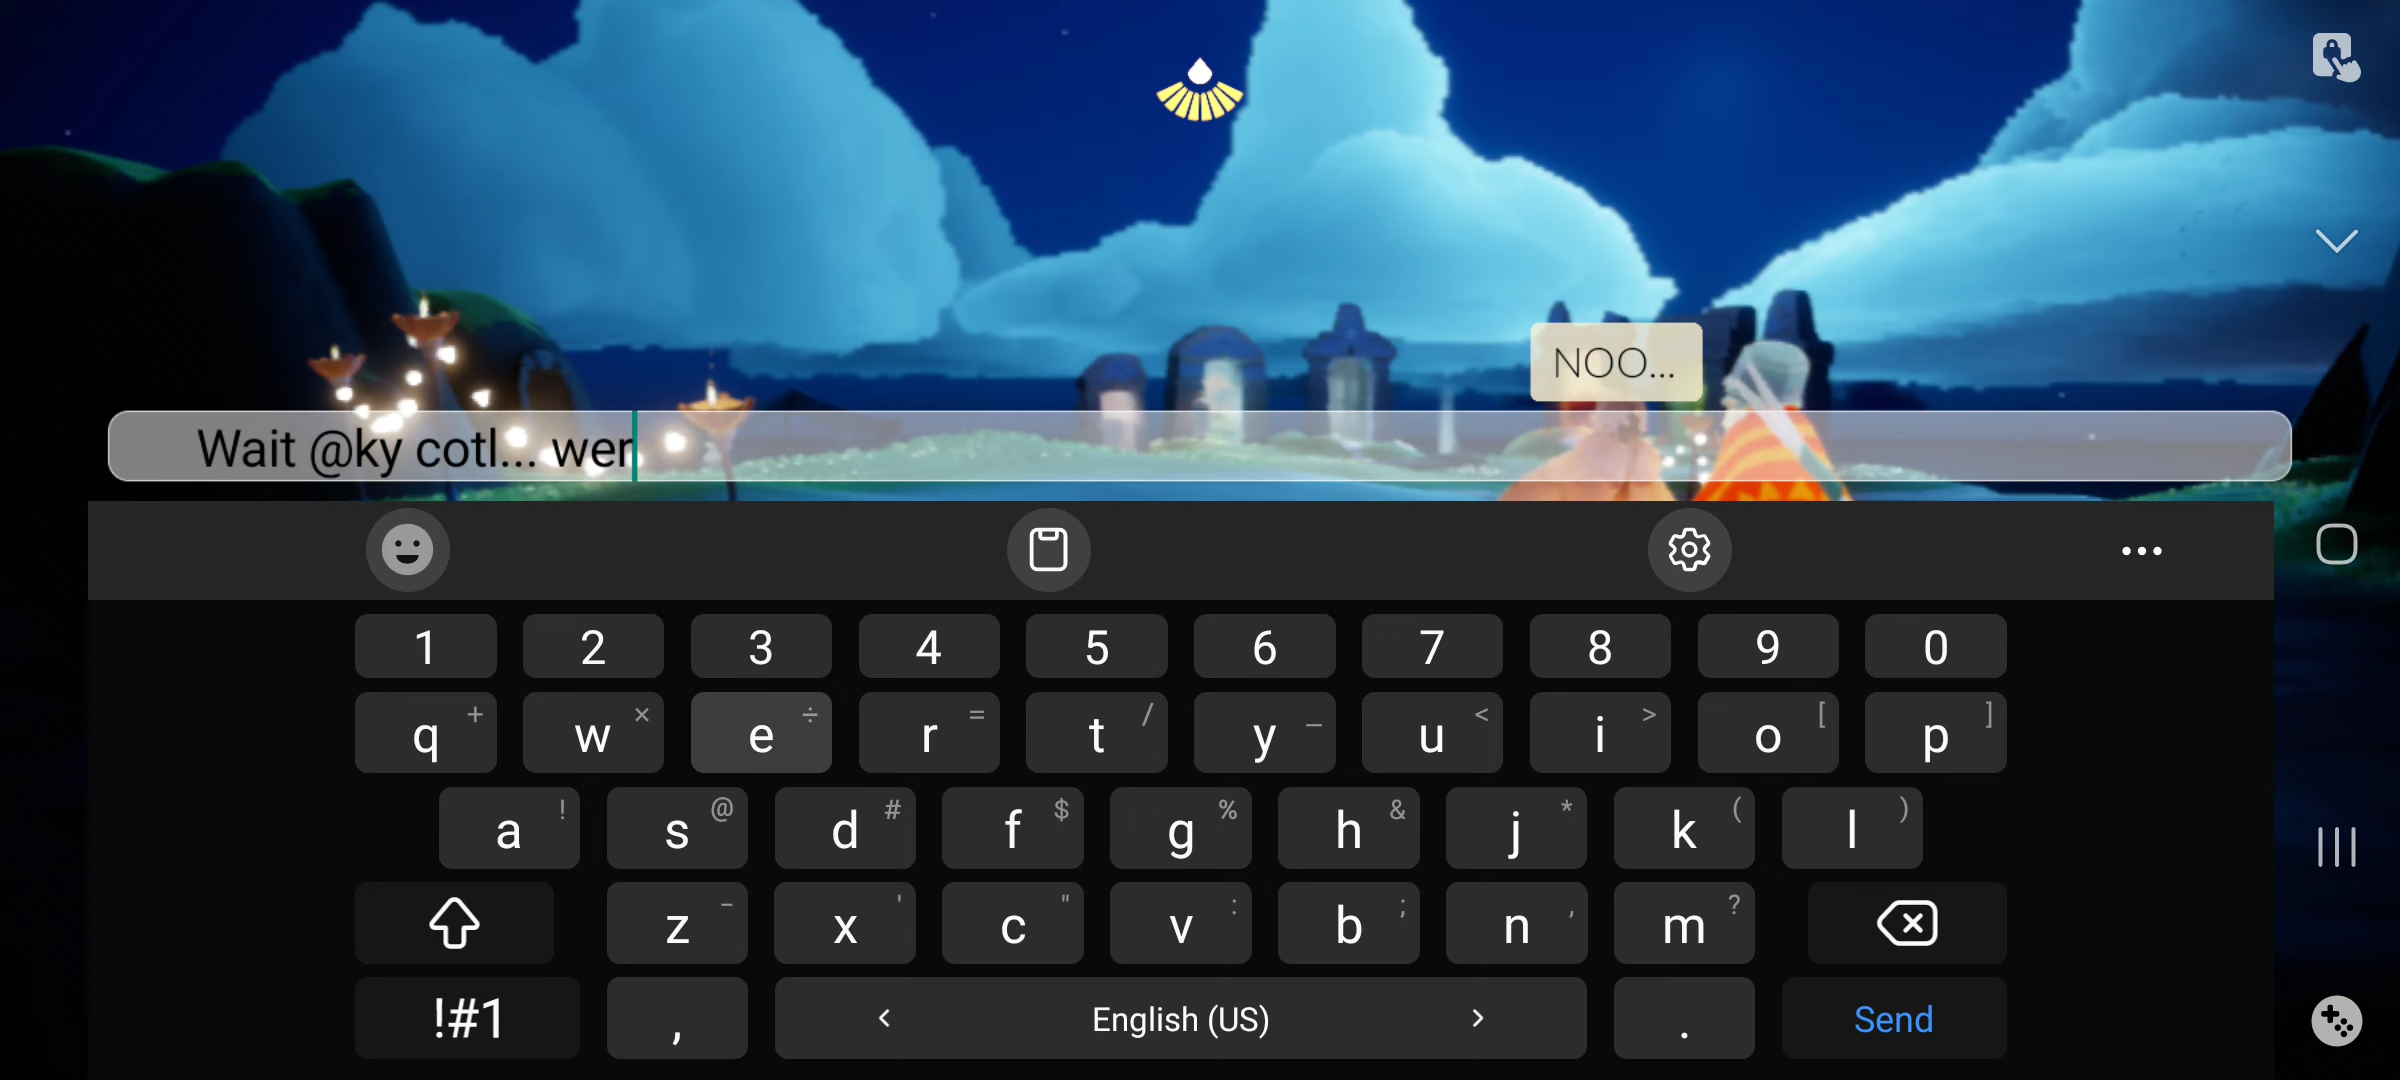 NOO...
Wait @ky cotl... wer
1 2 3 4 5 6 7 8 9 0
q + w × e ÷ r = t / y _ u < i > o [ p ]
a ! s @ d # f $ g % h & j * k ( l )
z - x ' c " v : b ; n , m ?
!#1 , < English (US) > . Send